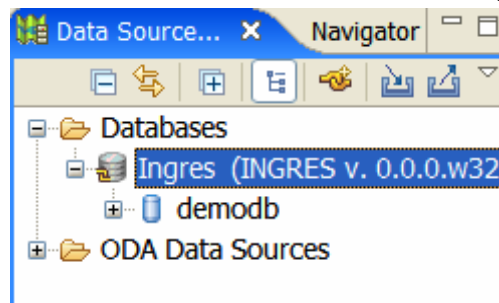 Data Source... Navigator
Databases
Ingres (INGRES v. 0.0.0.w32
demodb
ODA Data Sources